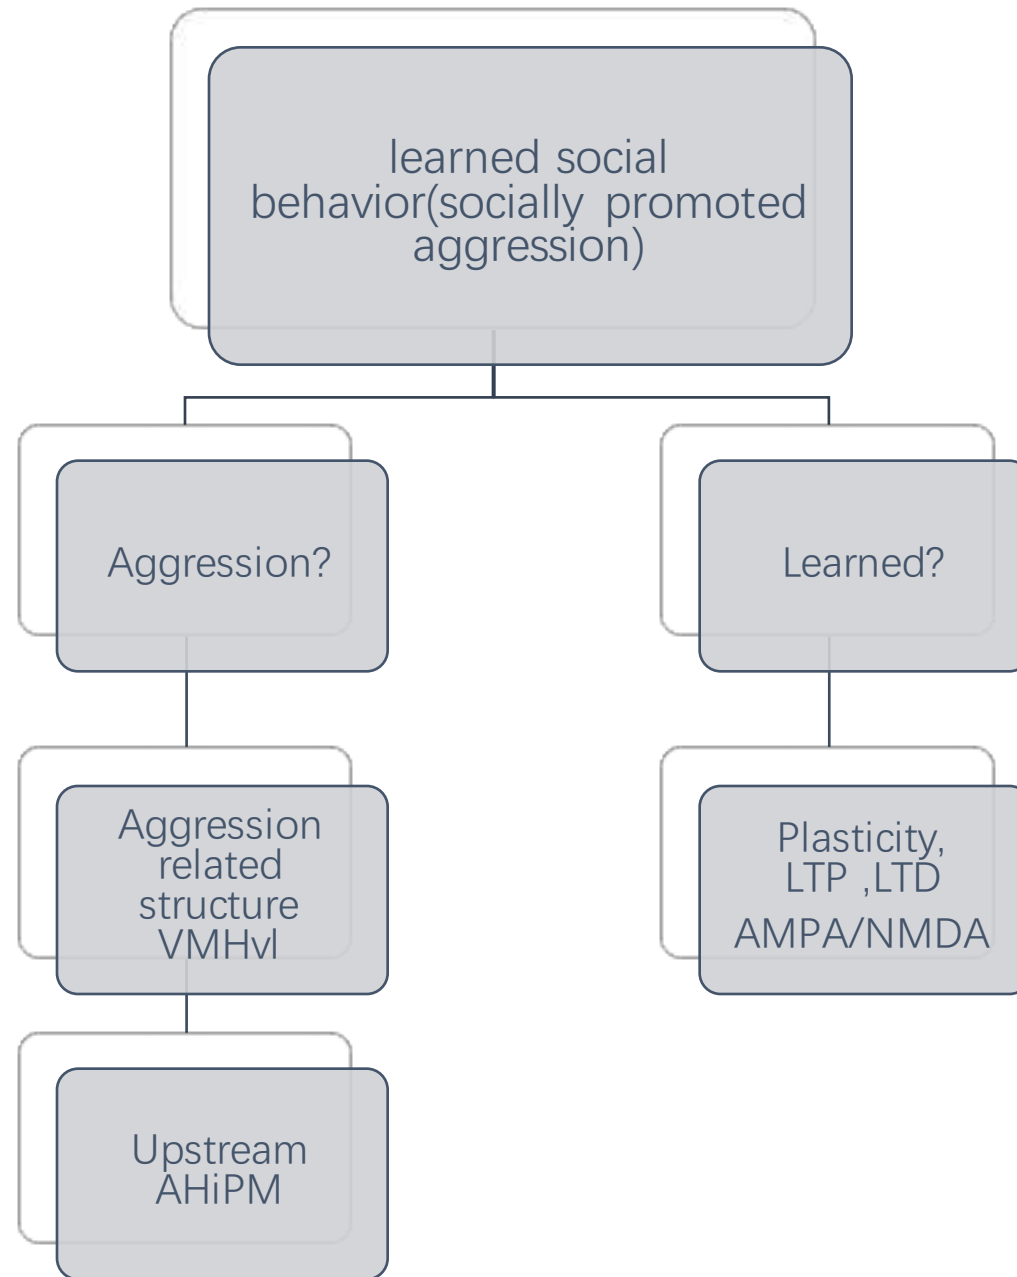 learned social
behavior(socially promoted
aggression)
Aggression?
Learned?
Aggression
related
structure
VMHvl
Plasticity,
LTP ,LTD
AMPA/NMDA
Upstream
AHiPM